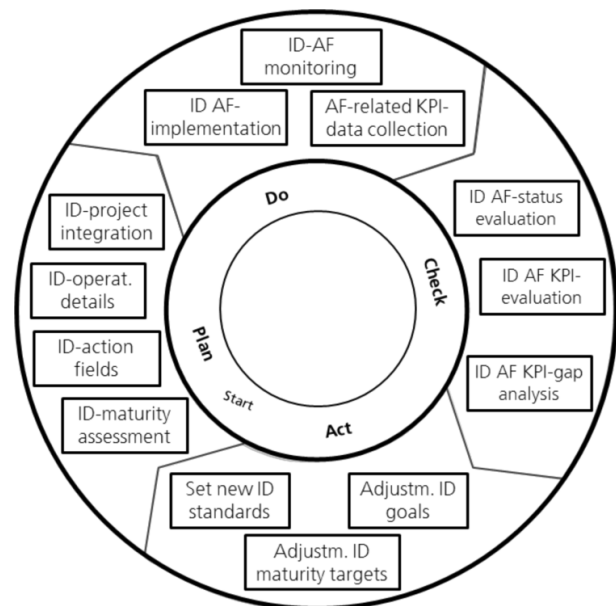 ID-AF
monitoring
ID AF-
implementation
AF-related KPI-
data collection
Do
ID-project
integration
ID AF-status
evaluation
ID-operat.
details
Check
ID AF KPI-
evaluation
Plan
ID-action
fields
ID AF KPI-gap
analysis
Start
ID-maturity
assessment
Act
Set new ID
standards
Adjustm. ID
goals
Adjustm. ID
maturity targets